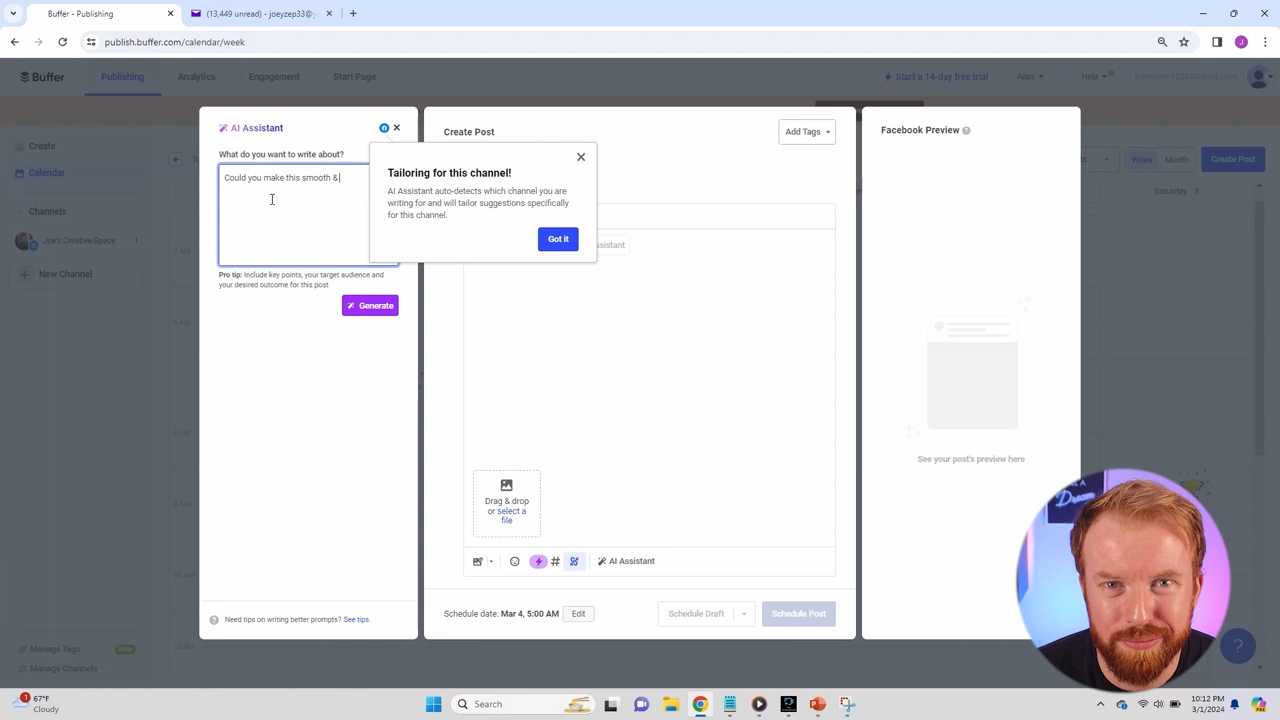 Buffer - Publishing
(13,449 unread) - joeyzep33@y
publish.buffer.com/calendar/week
Buffer
Publishing
Analytics
Engagement
Start Page
Start a 14-day free trial
Apps
Help
Create
Calendar
Channels
Joe's Creative Space
1
New Channel
Manage Tags
New
Manage Channels
AI Assistant
What do you want to write about?
Could you make this smooth &
Pro tip: Include key points, your target audience and
your desired outcome for this post
Generate
Need tips on writing better prompts? See tips.
Tailoring for this channel!
AI Assistant auto-detects which channel you are
writing for and will tailor suggestions specifically
for this channel.
Got it
Create Post
Add Tags
Drag & drop
or select a
file
AI Assistant
Schedule date: Mar 4, 5:00 AM
Edit
Schedule Draft
Schedule Post
Facebook Preview
See your post's preview here
Week
Month
Create Post
Saturday 9
Dream
67°F
Cloudy
Search
10:12 PM
3/1/2024